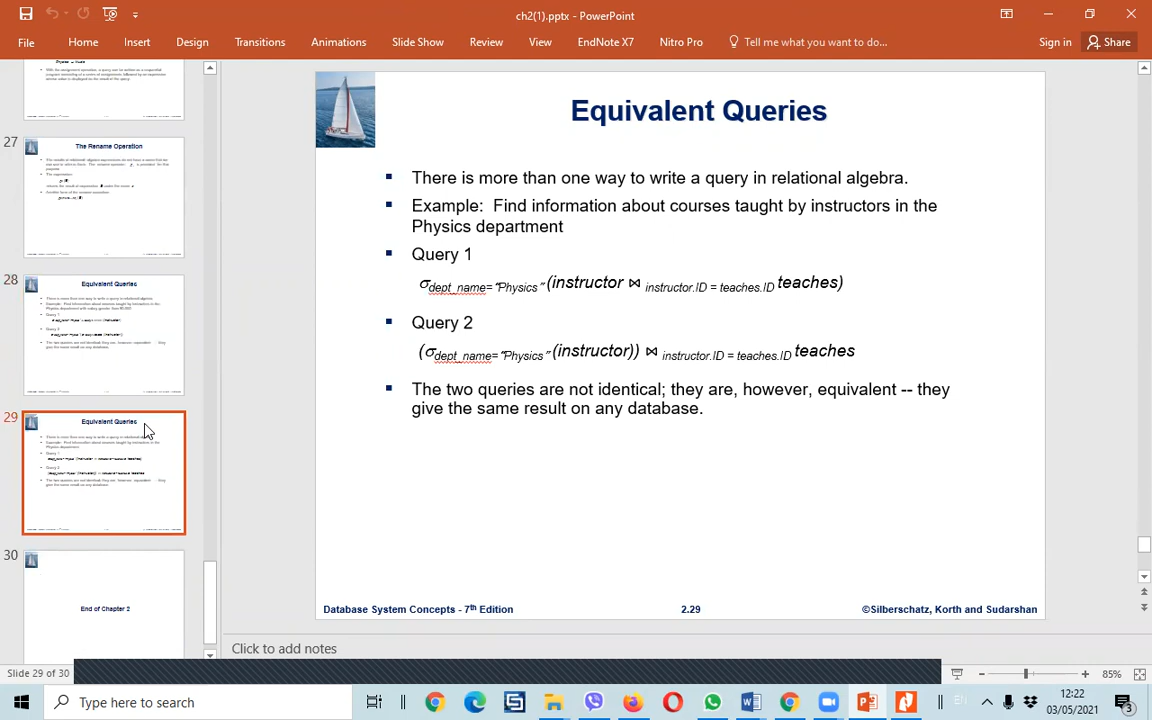 ch2(1).pptx - PowerPoint
File Home Insert Design Transitions Animations Slide Show Review View EndNote X7 Nitro Pro Tell me what you want to do... Sign in Share
27
The Rename Operation
28
Equivalent Queries
29
Equivalent Queries
30
End of Chapter 2
Equivalent Queries
There is more than one way to write a query in relational algebra.
Example: Find information about courses taught by instructors in the
Physics department
Query 1
σdept_name="Physics" (instructor ⋈ instructor.ID = teaches.ID teaches)
Query 2
(σdept_name="Physics" (instructor)) ⋈ instructor.ID = teaches.ID teaches
The two queries are not identical; they are, however, equivalent -- they
give the same result on any database.
Database System Concepts - 7th Edition 2.29 ©Silberschatz, Korth and Sudarshan
Click to add notes
Slide 29 of 30
85%
Type here to search
12:22
03/05/2021
3